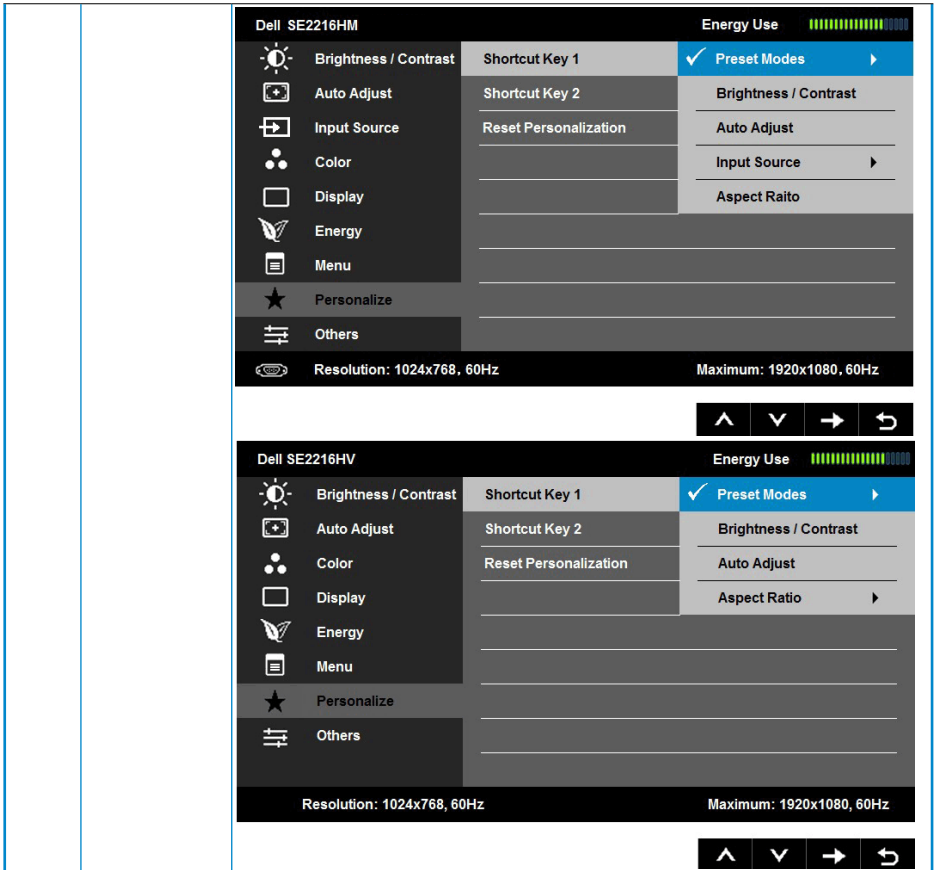 Dell SE2216HM Energy Use
Brightness / Contrast Shortcut Key 1 Preset Modes
Auto Adjust Shortcut Key 2 Brightness / Contrast
Input Source Reset Personalization Auto Adjust
Color Input Source
Display Aspect Raito
Energy
Menu
Personalize
Others
Resolution: 1024x768, 60Hz Maximum: 1920x1080, 60Hz
Dell SE2216HV Energy Use
Brightness / Contrast Shortcut Key 1 Preset Modes
Auto Adjust Shortcut Key 2 Brightness / Contrast
Color Reset Personalization Auto Adjust
Display Aspect Ratio
Energy
Menu
Personalize
Others
Resolution: 1024x768, 60Hz Maximum: 1920x1080, 60Hz